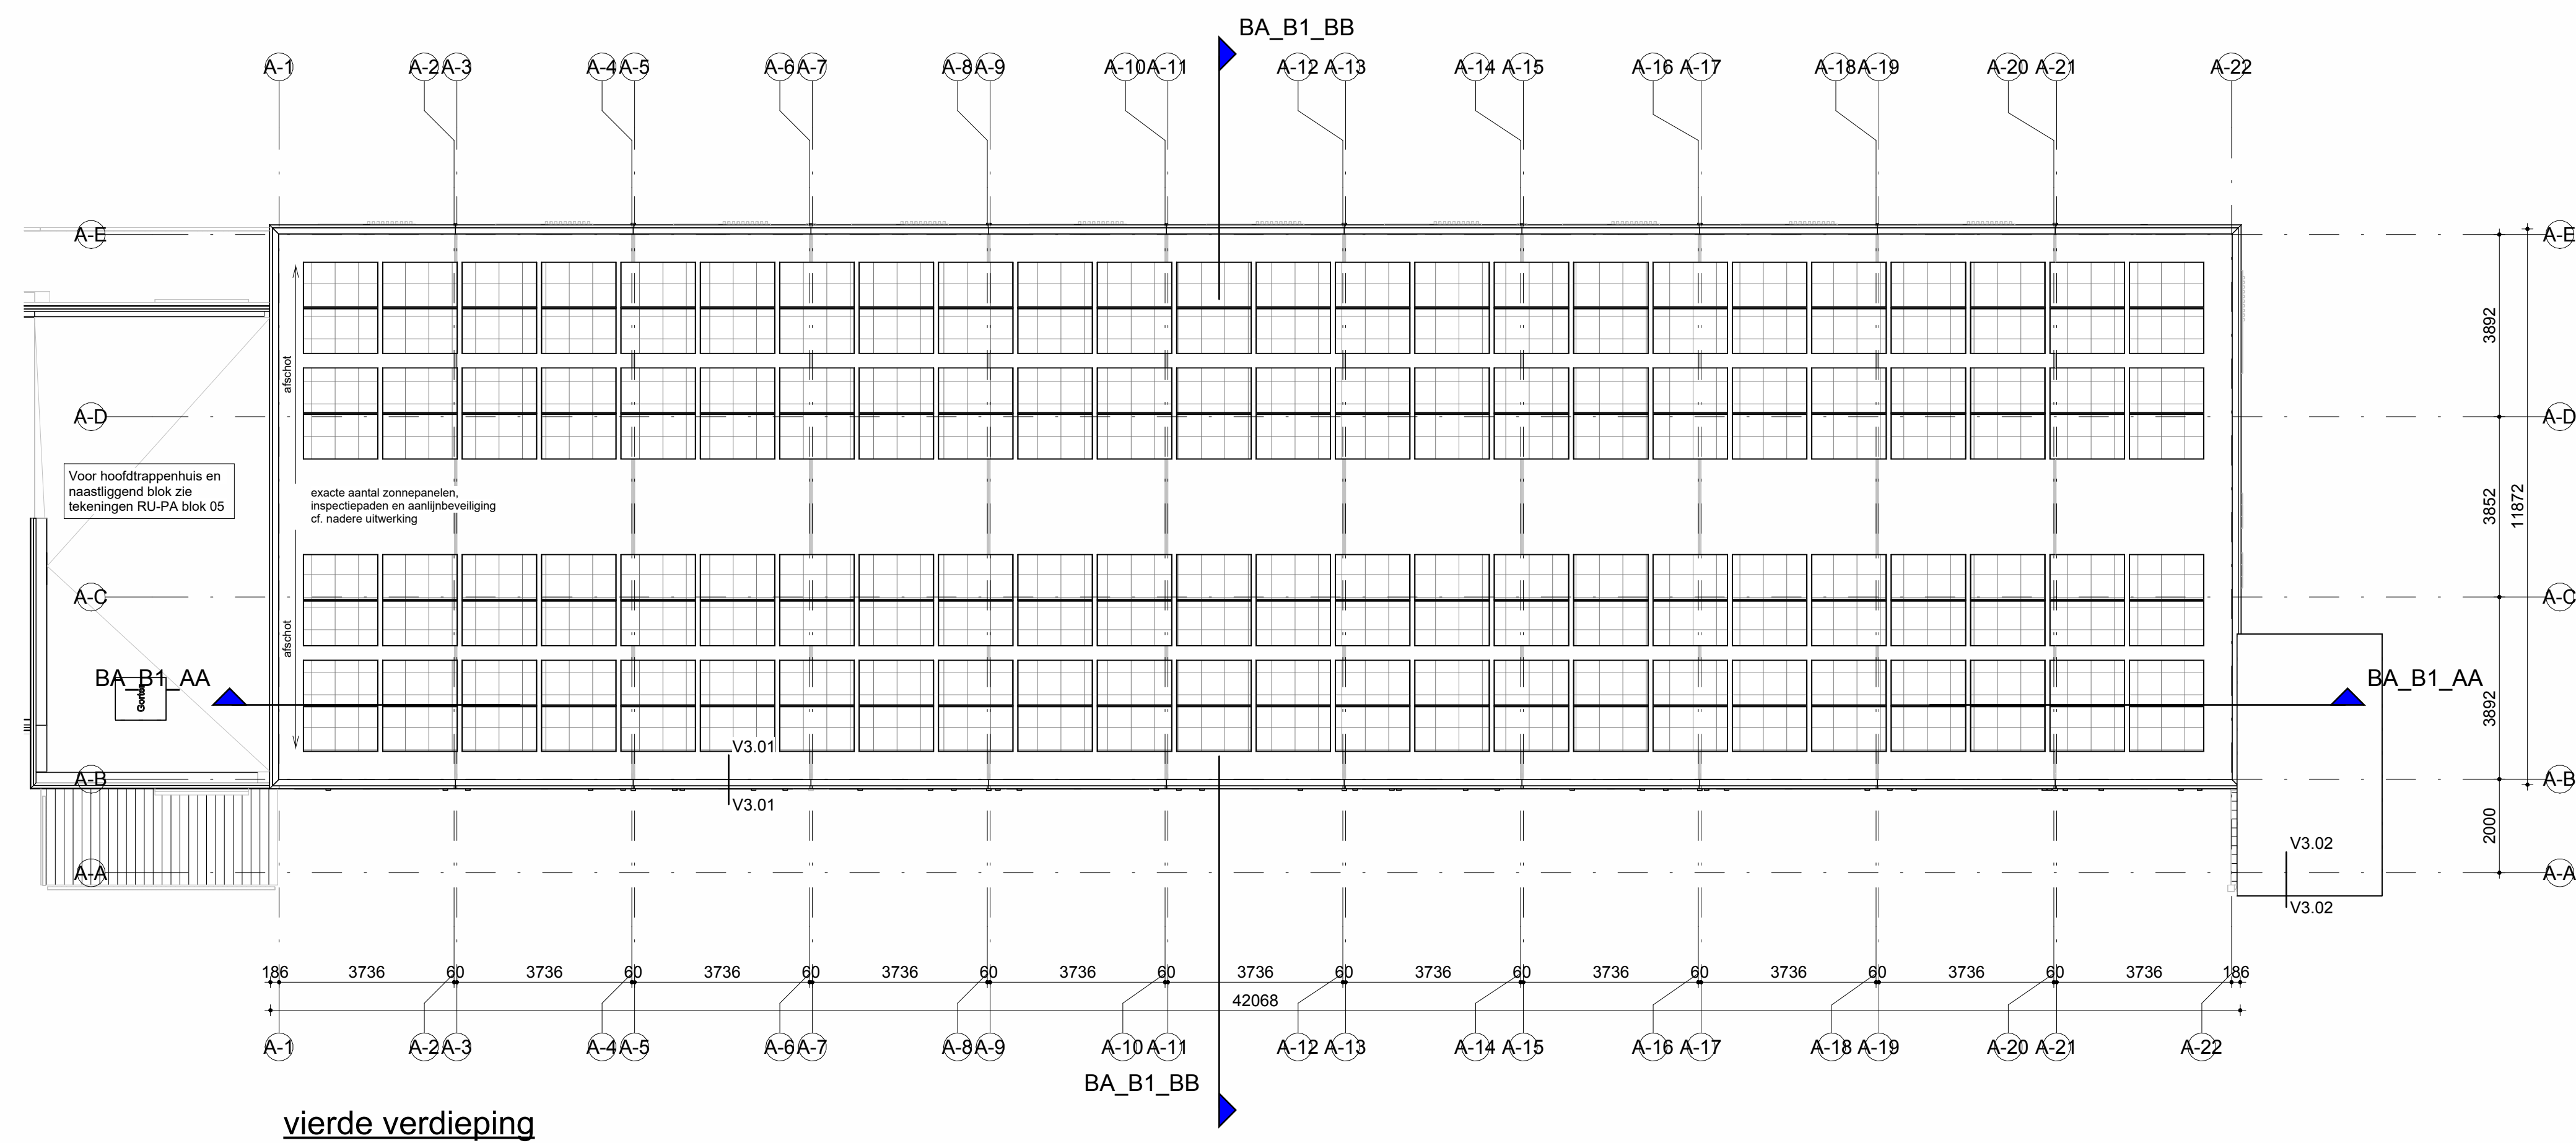 BA_B1_BB
A-1 A-2 A-3 A-4 A-5 A-6 A-7 A-8 A-9 A-10 A-11 A-12 A-13 A-14 A-15 A-16 A-17 A-18 A-19 A-20 A-21 A-22
A-E A-E
3892
afschot
A-D A-D
Voor hoofdtrappenhuis en
naastliggend blok zie
tekeningen RU-PA blok 05
exacte aantal zonnepanelen,
inspectiepaden en aanlijnbeveiliging
cf. nadere uitwerking
3852
11872
A-C A-C
afschot
BA_B1_AA BA_B1_AA
3892
V3.01
A-B A-B
V3.01
2000
V3.02
A-A A-A
V3.02
186 3736 60 3736 60 3736 60 3736 60 3736 60 3736 60 3736 60 3736 60 3736 60 3736 60 3736 186
42068
A-1 A-2 A-3 A-4 A-5 A-6 A-7 A-8 A-9 A-10 A-11 A-12 A-13 A-14 A-15 A-16 A-17 A-18 A-19 A-20 A-21 A-22
BA_B1_BB
vierde verdieping